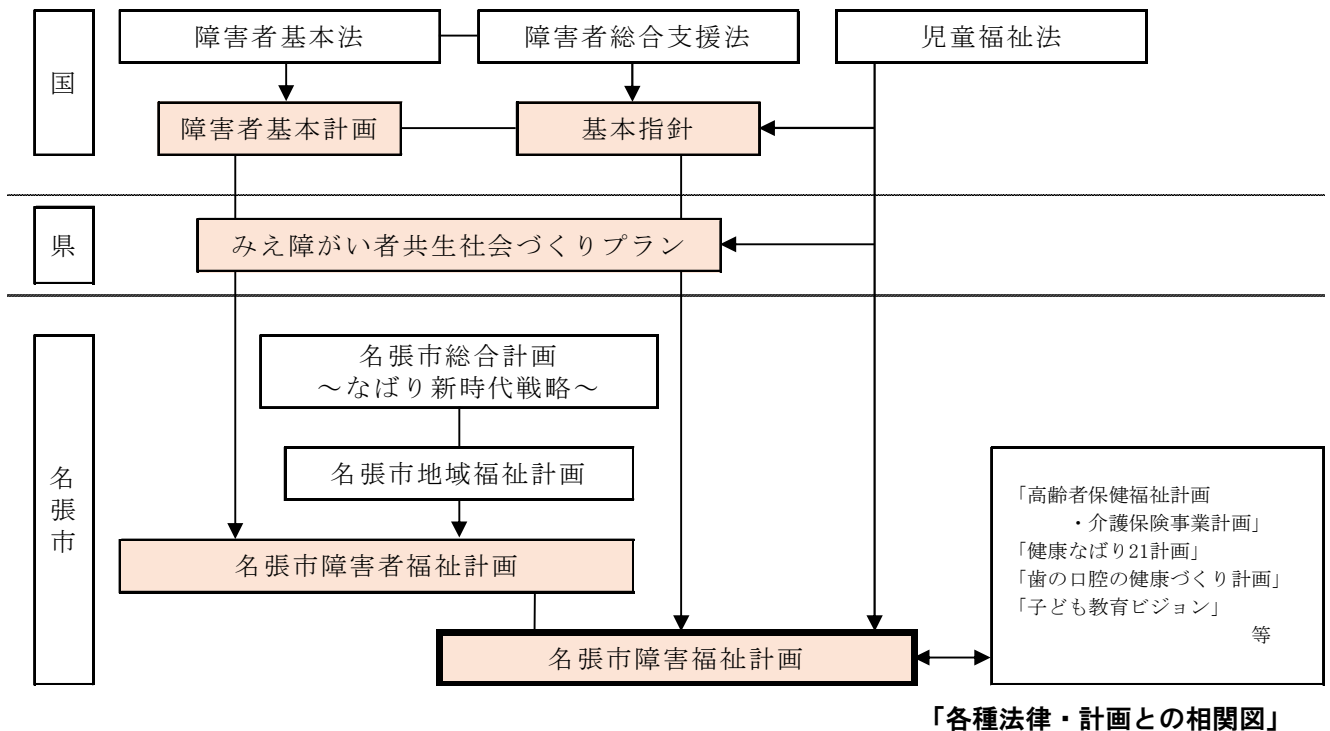 国
障害者基本法
障害者総合支援法
児童福祉法
障害者基本計画
基本指針
県
みえ障がい者共生社会づくりプラン
名張市
名張市総合計画
～なばり新時代戦略～
名張市地域福祉計画
名張市障害者福祉計画
名張市障害福祉計画
「高齢者保健福祉計画
・介護保険事業計画」
「健康なばり21計画」
「歯の口腔の健康づくり計画」
「子ども教育ビジョン」
等
「各種法律・計画との相関図」